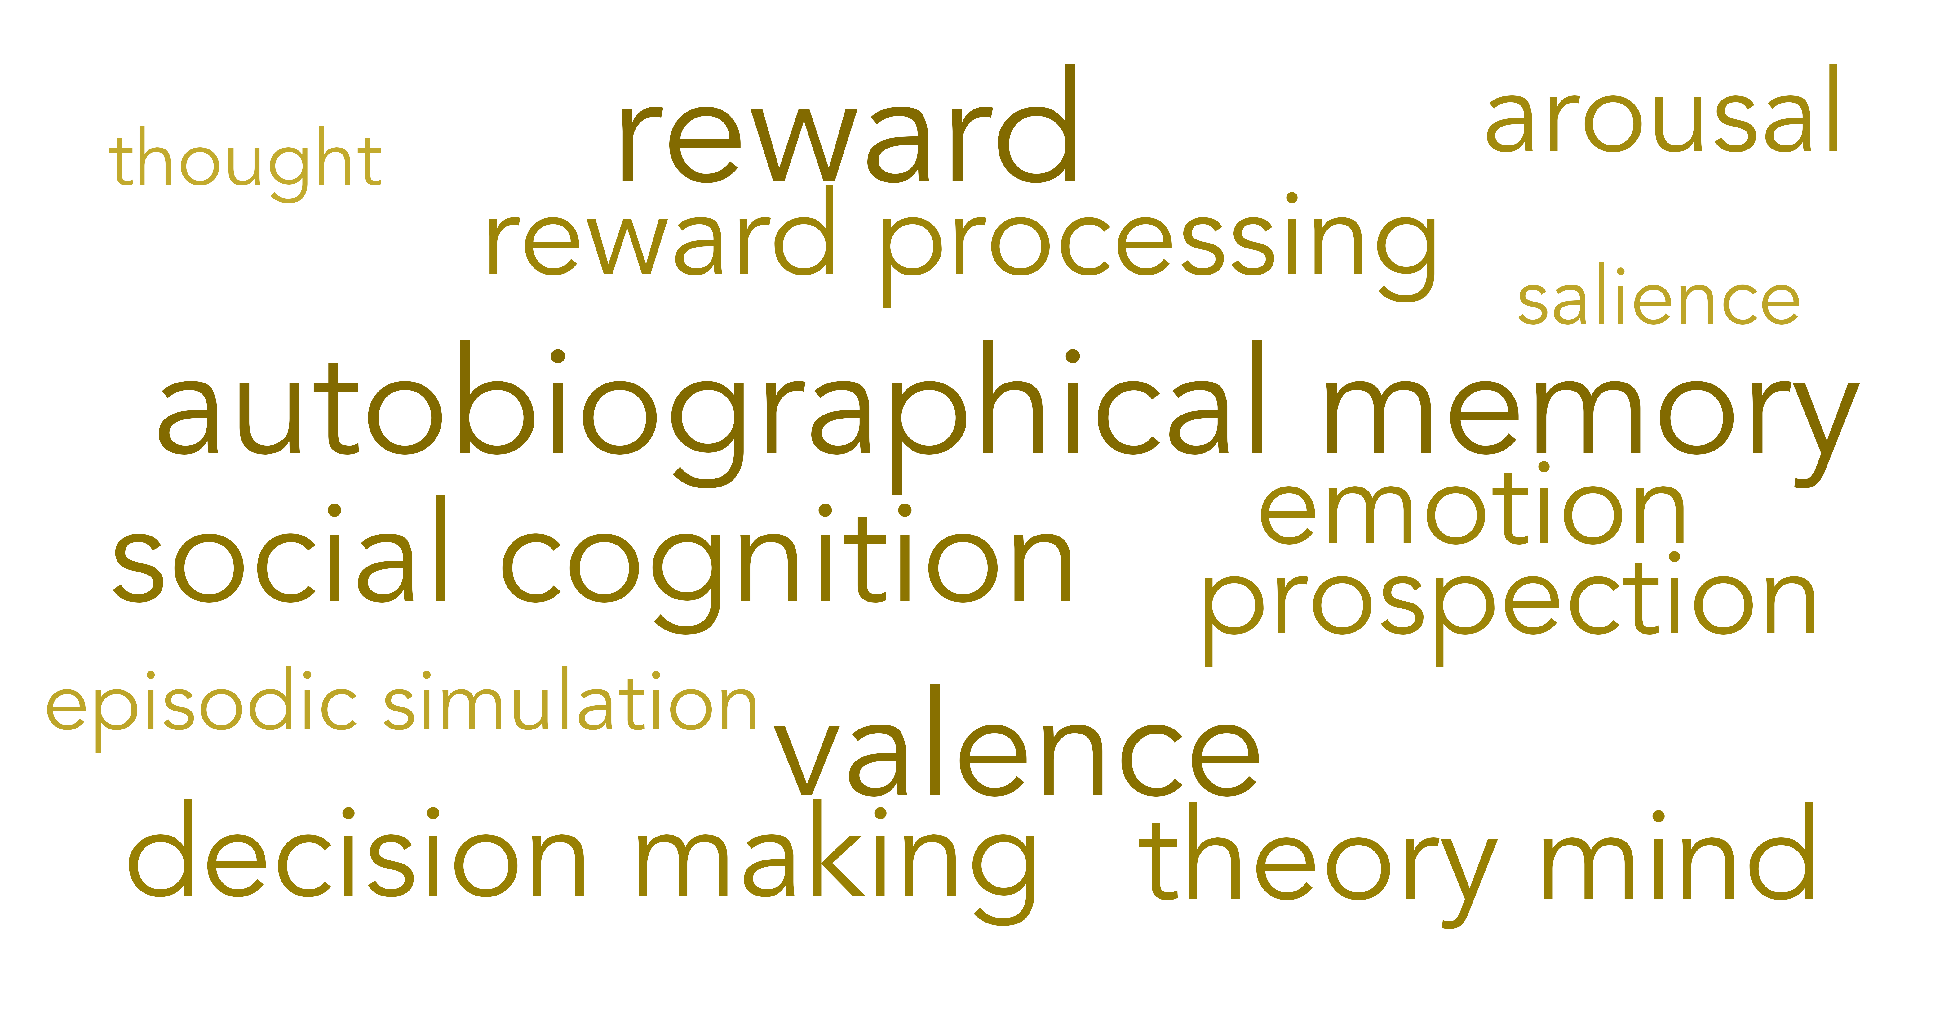 thought
reward
arousal
reward processing
salience
autobiographical memory
emotion
social cognition
prospection
episodic simulation
valence
decision making
theory mind